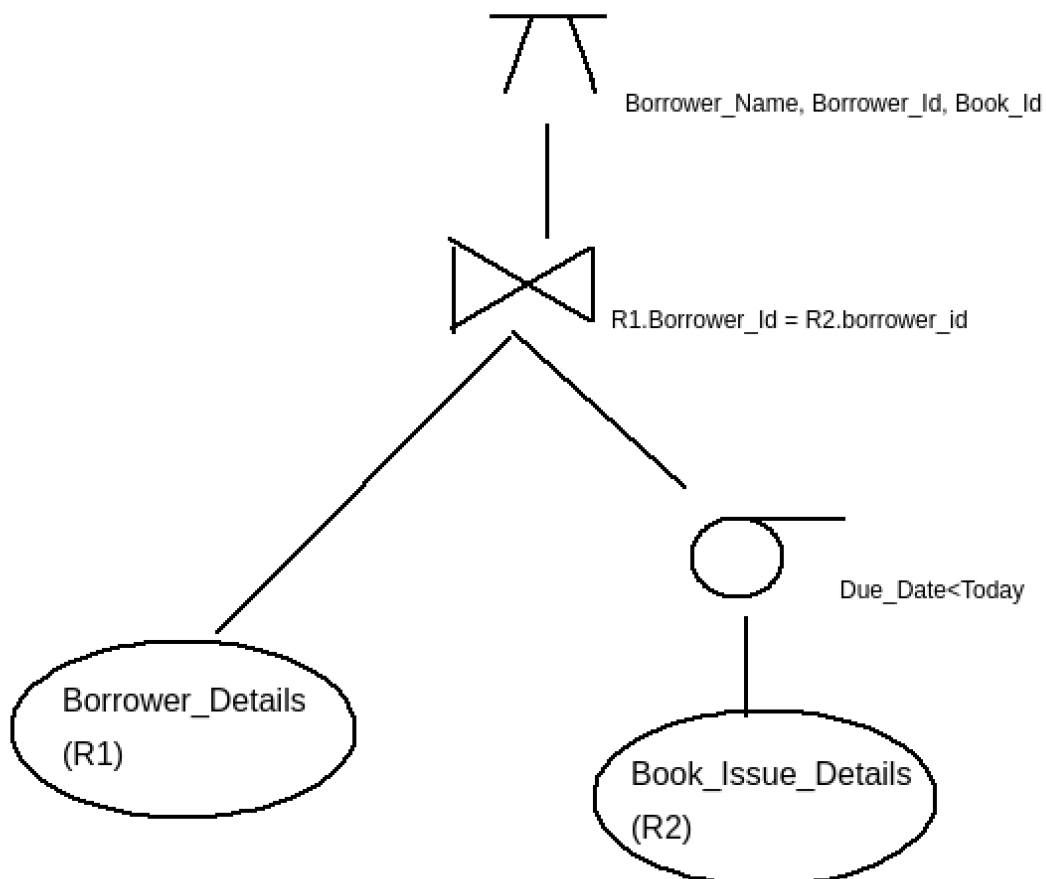 Borrower_Name, Borrower_Id, Book_Id
R1.Borrower_Id = R2.borrower_id
Due_Date<Today
Borrower_Details
(R1)
Book_Issue_Details
(R2)